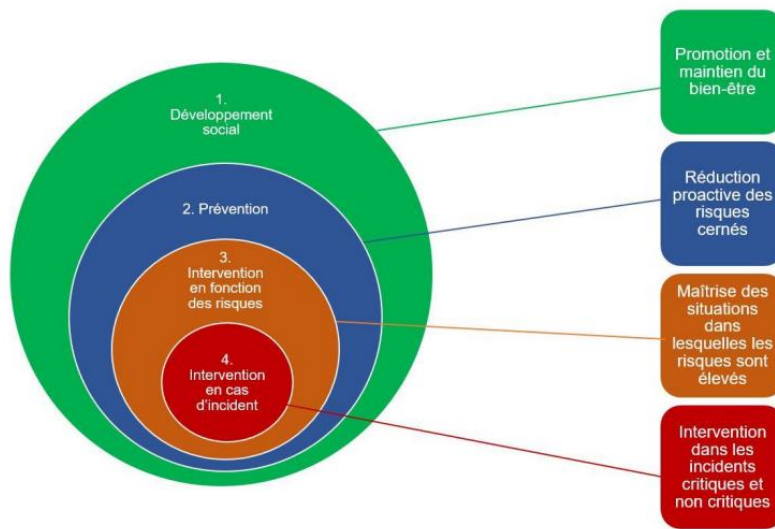 1.
Développement
social
2. Prévention
3.
Intervention
en fonction
des risques
4.
Intervention
en cas
d'incident
Promotion et
maintien du
bien-être
Réduction
proactive des
risques
cernés
Maîtrise des
situations
dans
lesquelles les
risques sont
élevés
Intervention
dans les
incidents
critiques et
non critiques